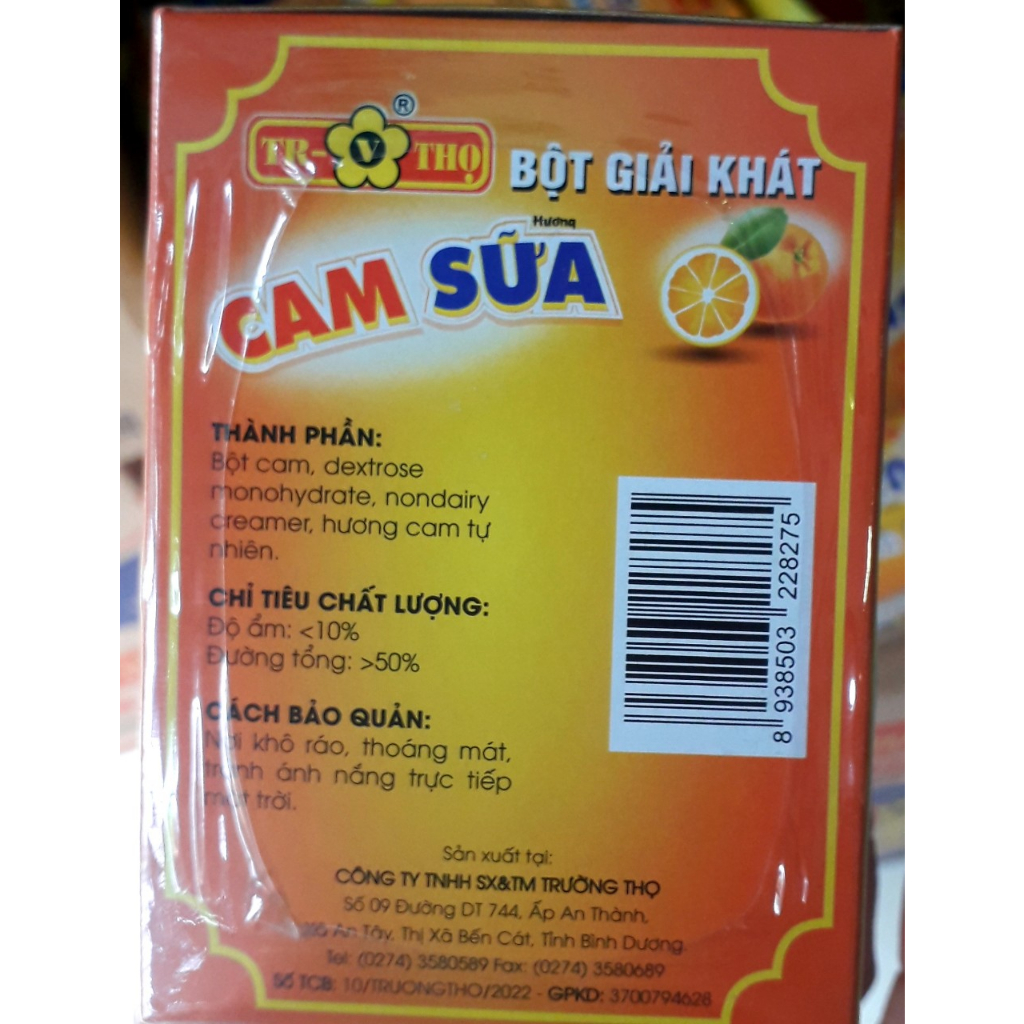 TR-V THỌ ®
BỘT GIẢI KHÁT
Hương
CAM SỮA
THÀNH PHẦN:
Bột cam, dextrose
monohydrate, nondairy
creamer, hương cam tự
nhiên.
CHỈ TIÊU CHẤT LƯỢNG:
Độ ẩm: <10%
Đường tổng: >50%
CÁCH BẢO QUẢN:
Nơi khô ráo, thoáng mát,
tránh ánh nắng trực tiếp
mặt trời.
8 938503 228275
Sản xuất tại:
CÔNG TY TNHH SX&TM TRƯỜNG THỌ
Số 09 Đường DT 744, Ấp An Thành,
An Tây, Thị Xã Bến Cát, Tỉnh Bình Dương.
Tel: (0274) 3580589 Fax: (0274) 3580689
Số TCB: 10/TRUONGTHO/2022 - GPKD: 3700794628